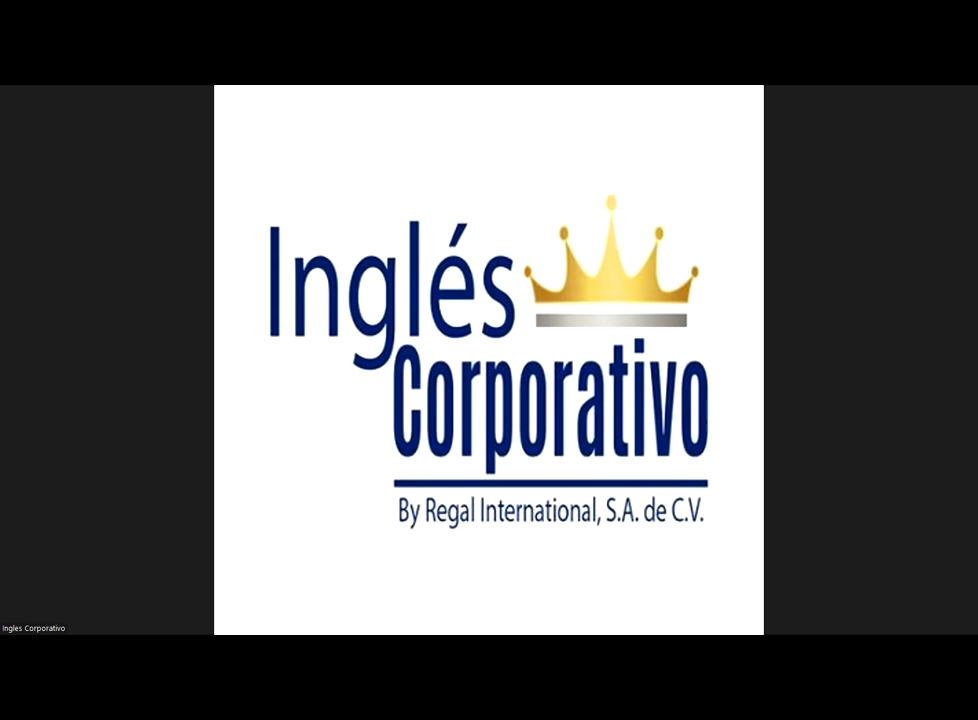 Inglés
Corporativo
By Regal International, S.A. de C.V.
Ingles Corporativo